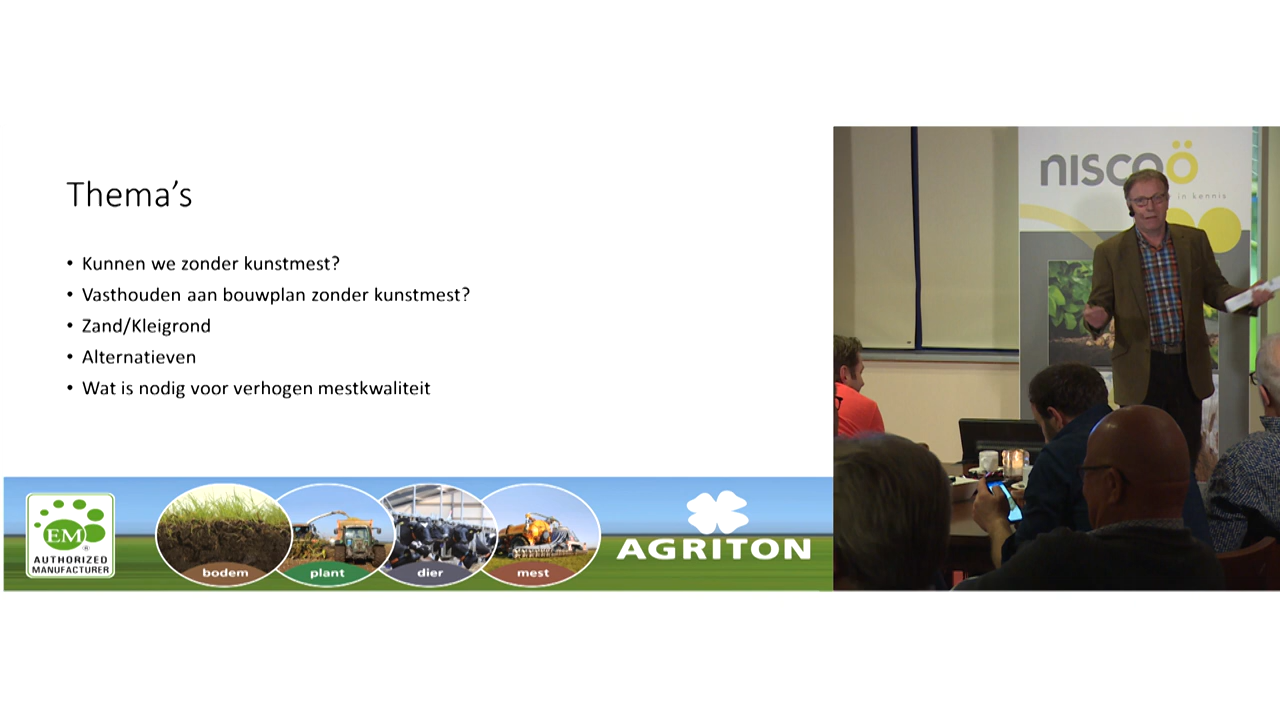 Thema's
• Kunnen we zonder kunstmest?
• Vasthouden aan bouwplan zonder kunstmest?
• Zand/Kleigrond
• Alternatieven
• Wat is nodig voor verhogen mestkwaliteit
EM®
AUTHORIZED
MANUFACTURER
bodem
plant
dier
mest
AGRITON
niscoö
in kennis